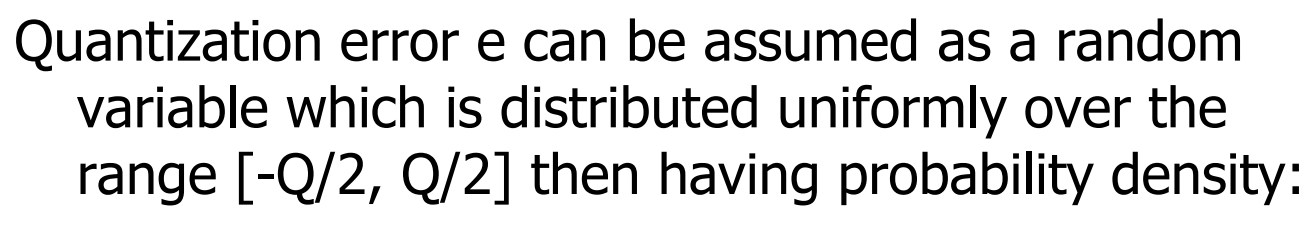 Quantization error e can be assumed as a random
variable which is distributed uniformly over the
range [-Q/2, Q/2] then having probability density: